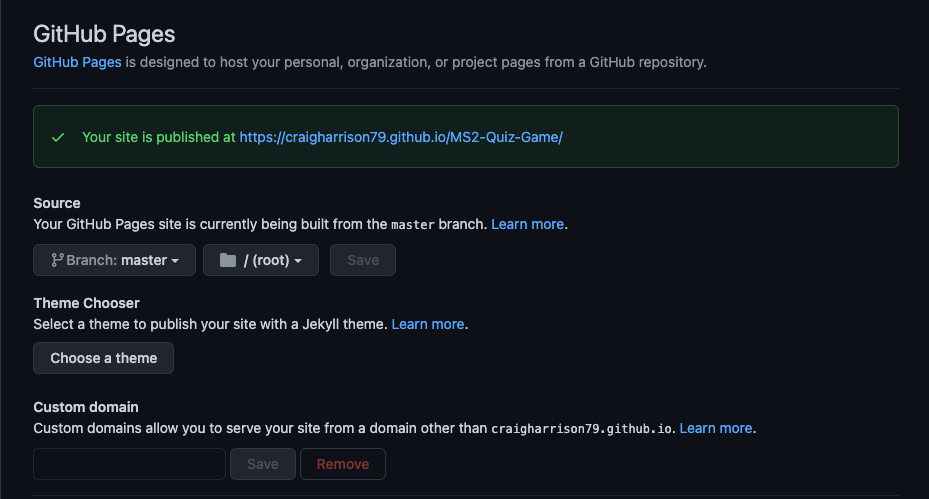 GitHub Pages
GitHub Pages is designed to host your personal, organization, or project pages from a GitHub repository.
Your site is published at https://craigharrison79.github.io/MS2-Quiz-Game/
Source
Your GitHub Pages site is currently being built from the master branch. Learn more.
Branch: master / (root) Save
Theme Chooser
Select a theme to publish your site with a Jekyll theme. Learn more.
Choose a theme
Custom domain
Custom domains allow you to serve your site from a domain other than craigharrison79.github.io. Learn more.
Save Remove